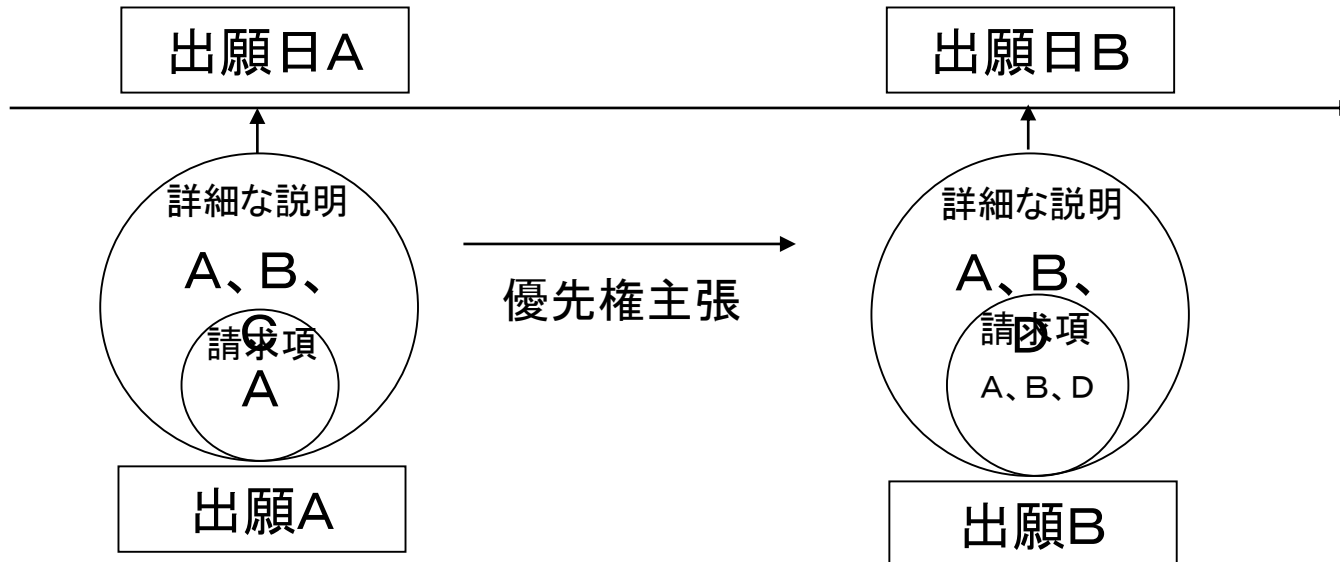 出願日A
出願日B
詳細な説明
A、B、
C
請求項
A
優先権主張
詳細な説明
A、B、
D
請求項
A、B、D
出願A
出願B